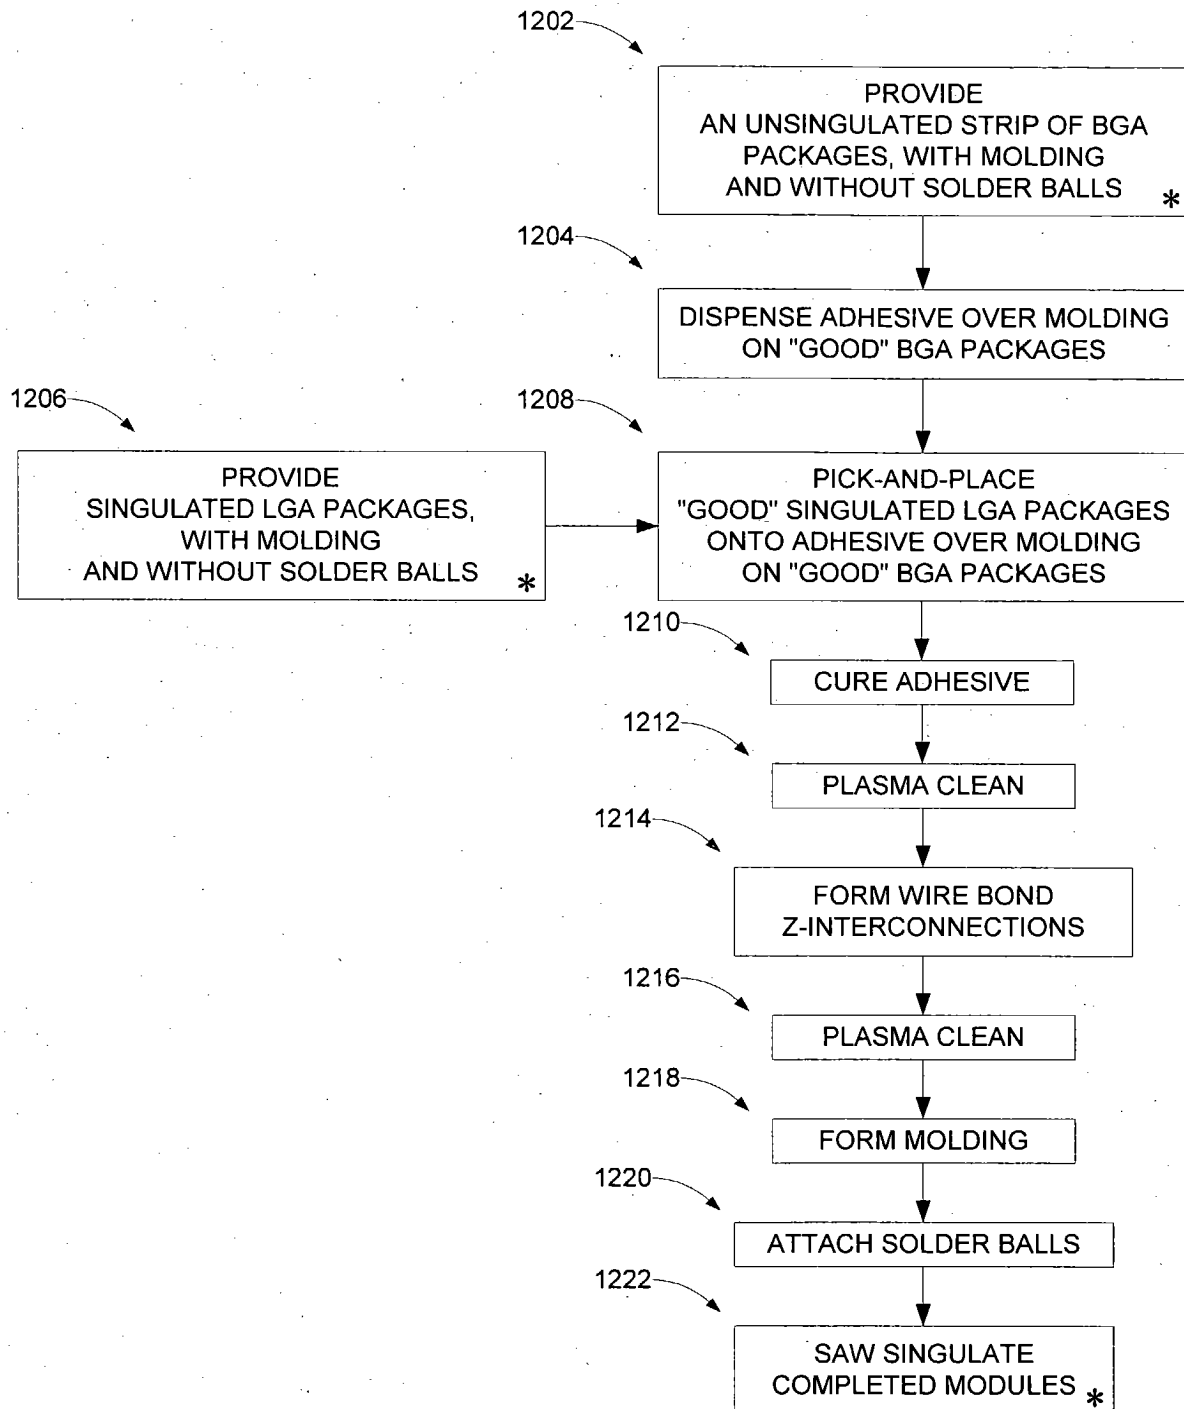 1202
PROVIDE
AN UNSINGULATED STRIP OF BGA
PACKAGES, WITH MOLDING
AND WITHOUT SOLDER BALLS *
1204
DISPENSE ADHESIVE OVER MOLDING
ON "GOOD" BGA PACKAGES
1206
PROVIDE
SINGULATED LGA PACKAGES,
WITH MOLDING
AND WITHOUT SOLDER BALLS *
1208
PICK-AND-PLACE
"GOOD" SINGULATED LGA PACKAGES
ONTO ADHESIVE OVER MOLDING
ON "GOOD" BGA PACKAGES
1210
CURE ADHESIVE
1212
PLASMA CLEAN
1214
FORM WIRE BOND
Z-INTERCONNECTIONS
1216
PLASMA CLEAN
1218
FORM MOLDING
1220
ATTACH SOLDER BALLS
1222
SAW SINGULATE
COMPLETED MODULES *